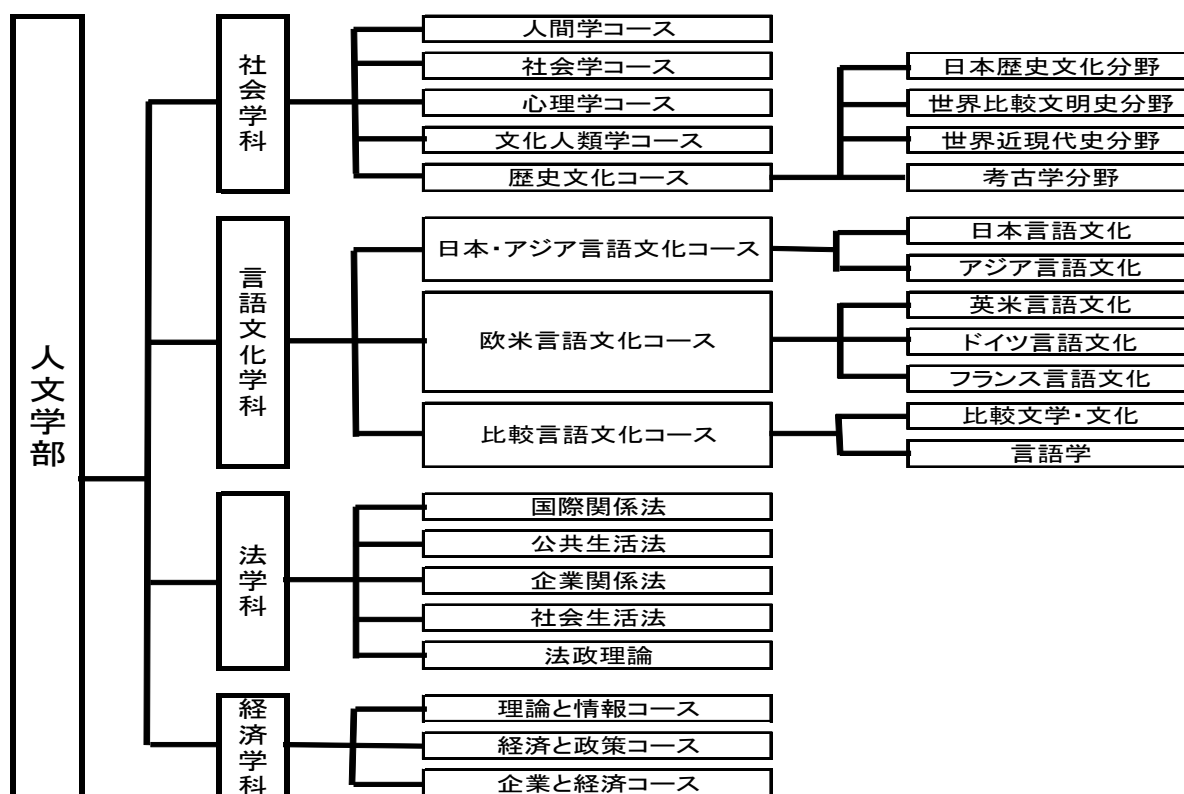 人文学部
社会学科
人間学コース
社会学コース
心理学コース
文化人類学コース
歴史文化コース
日本歴史文化分野
世界比較文明史分野
世界近現代史分野
考古学分野
言語文化学科
日本・アジア言語文化コース
日本言語文化
アジア言語文化
欧米言語文化コース
英米言語文化
ドイツ言語文化
フランス言語文化
比較言語文化コース
比較文学・文化
言語学
法学科
国際関係法
公共生活法
企業関係法
社会生活法
法政理論
経済学科
理論と情報コース
経済と政策コース
企業と経済コース